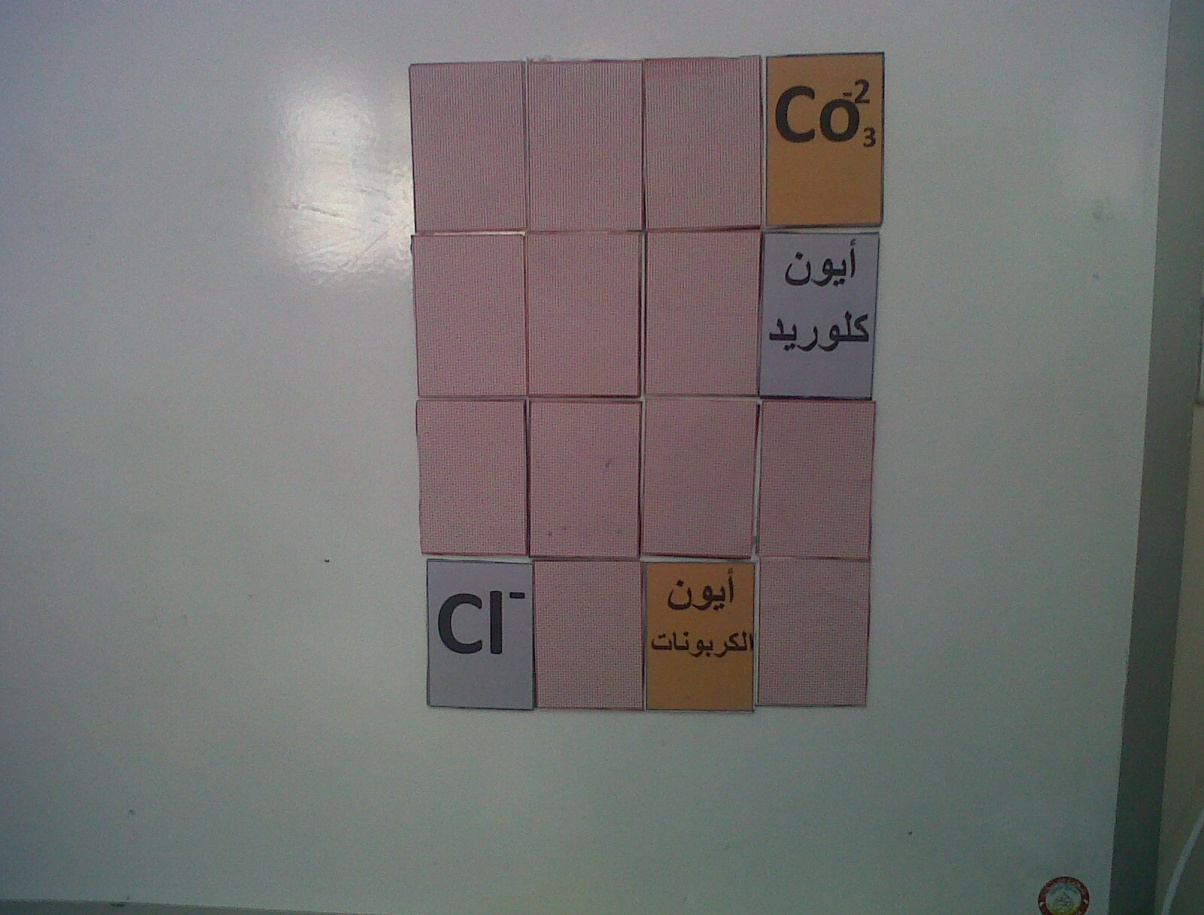 Co₃⁻²
أيون
كلوريد
Cl⁻
أيون
الكربونات